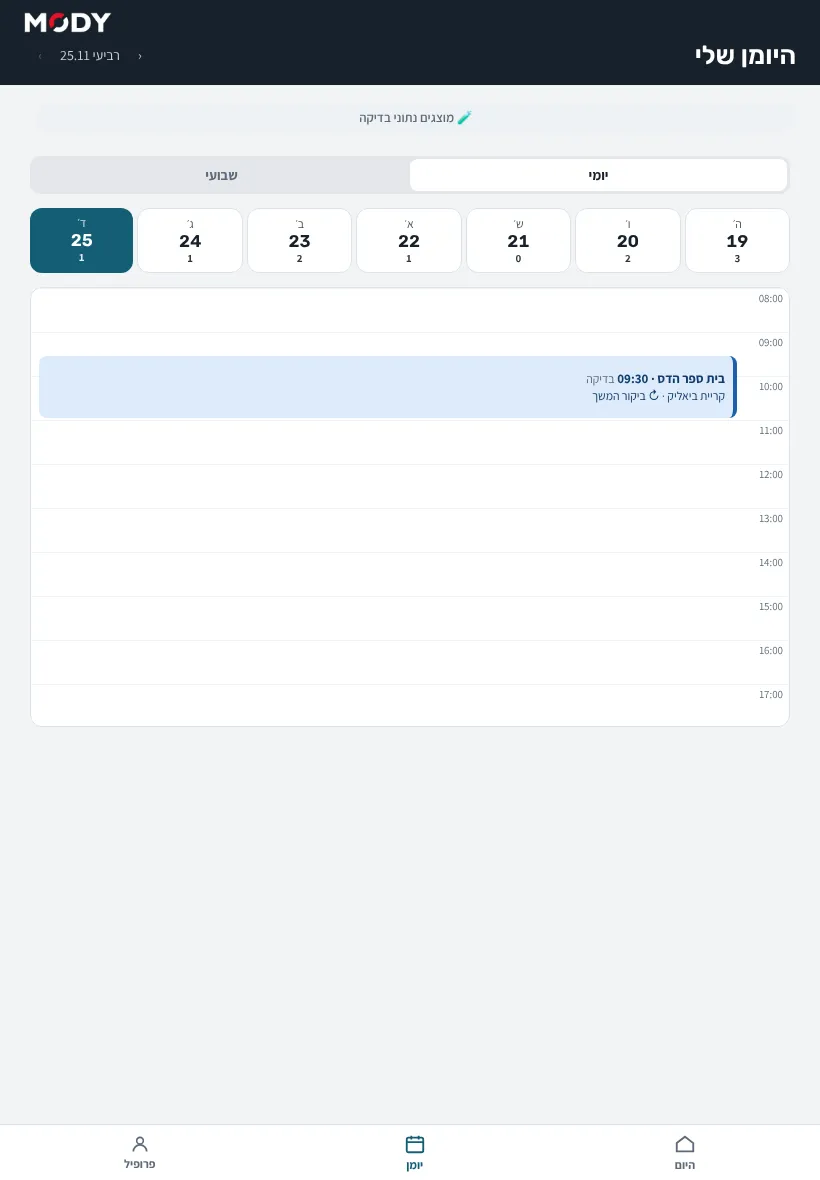 MODY
היומן שלי
‹ רביעי 25.11 ›
🧪 מוצגים נתוני בדיקה
יומי
שבועי
ה׳ ו׳ ש׳ א׳ ב׳ ג׳ ד׳
19 20 21 22 23 24 25
3 2 0 1 2 1 1
08:00
09:00
בית ספר הדס · 09:30 בדיקה
10:00
קריית ביאליק · ↻ ביקור המשך
11:00
12:00
13:00
14:00
15:00
16:00
17:00
היום
יומן
פרופיל